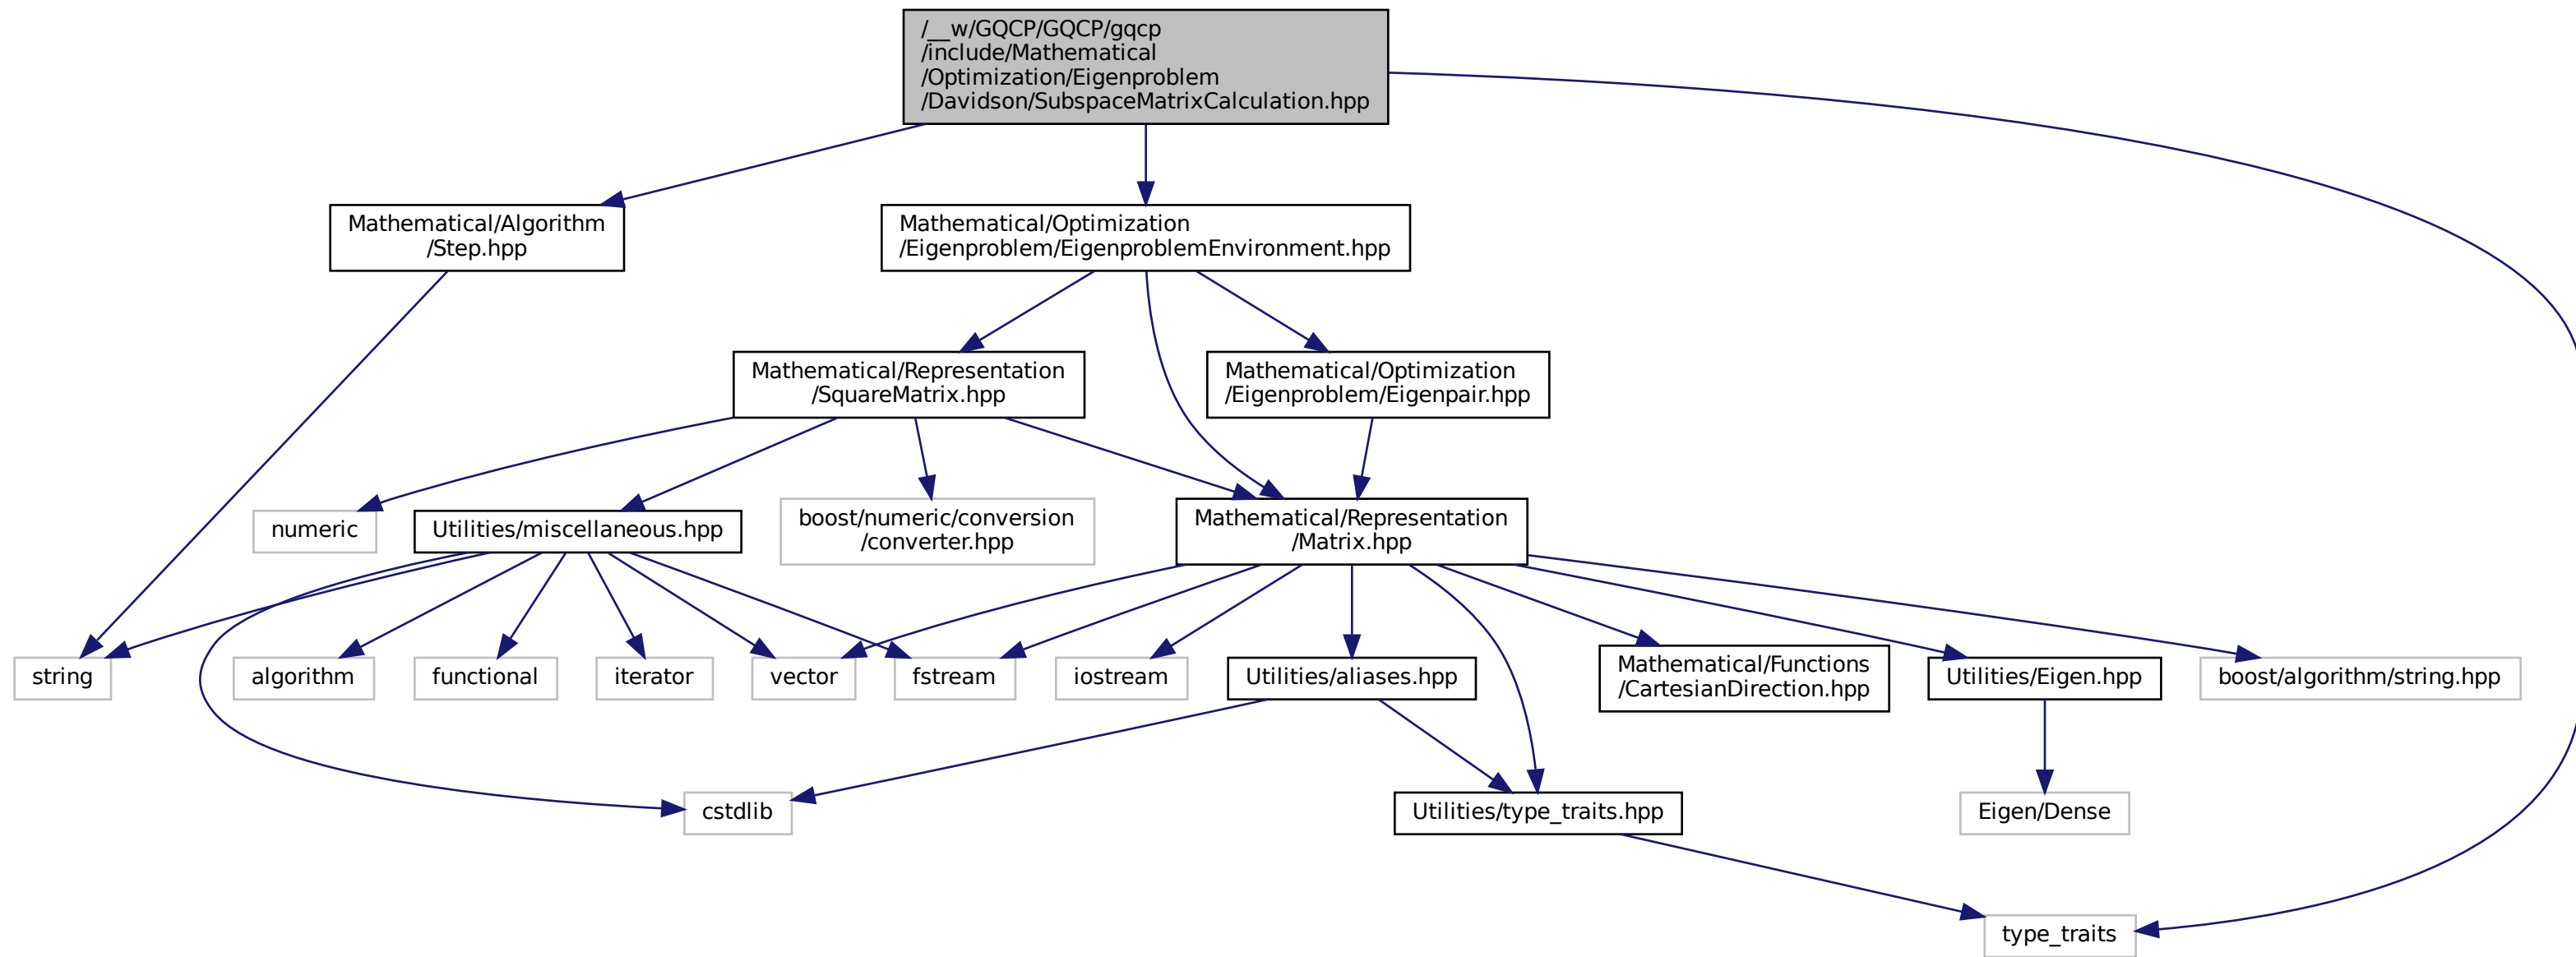 /__w/GQCP/GQCP/gqcp
/include/Mathematical
/Optimization/Eigenproblem
/Davidson/SubspaceMatrixCalculation.hpp
Mathematical/Algorithm
/Step.hpp
Mathematical/Optimization
/Eigenproblem/EigenproblemEnvironment.hpp
Mathematical/Representation
/SquareMatrix.hpp
Mathematical/Optimization
/Eigenproblem/Eigenpair.hpp
numeric
Utilities/miscellaneous.hpp
boost/numeric/conversion
/converter.hpp
Mathematical/Representation
/Matrix.hpp
string
algorithm
functional
iterator
vector
fstream
iostream
Utilities/aliases.hpp
Mathematical/Functions
/CartesianDirection.hpp
Utilities/Eigen.hpp
boost/algorithm/string.hpp
cstdlib
Utilities/type_traits.hpp
Eigen/Dense
type_traits